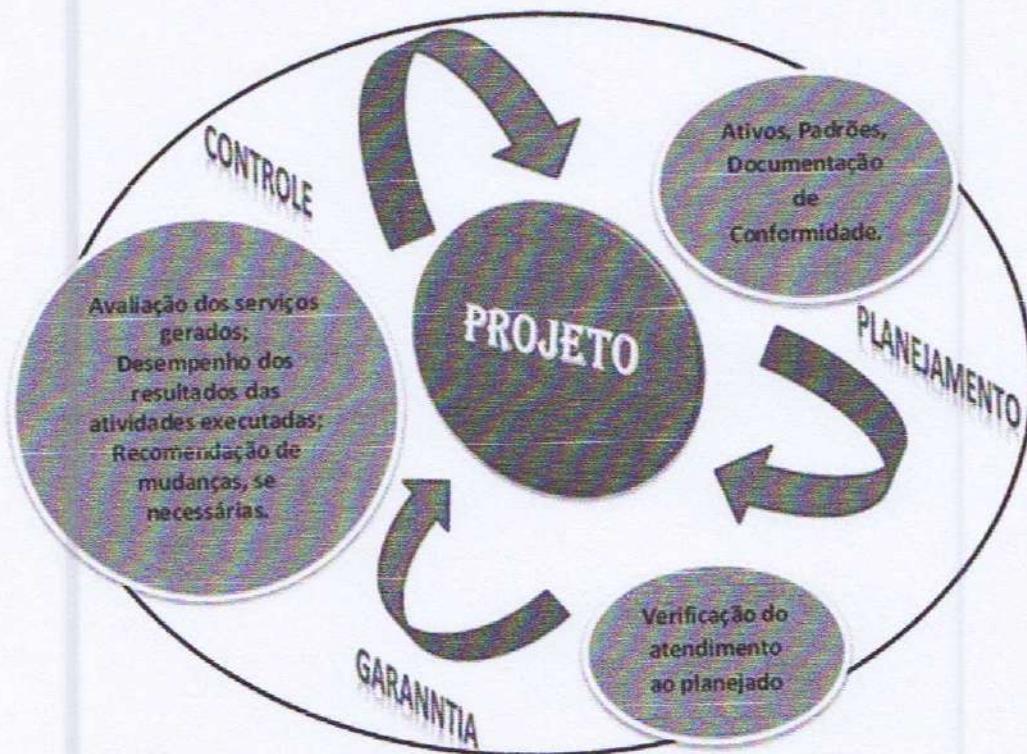 CONTROLE
Ativos, Padrões,
Documentação
de
Conformidade.
PROJETO
PLANEJAMENTO
Avaliação dos serviços
gerados;
Desempenho dos
resultados das
atividades executadas;
Recomendação de
mudanças, se
necessárias.
Verificação do
atendimento
ao planejado
GARANNTIA